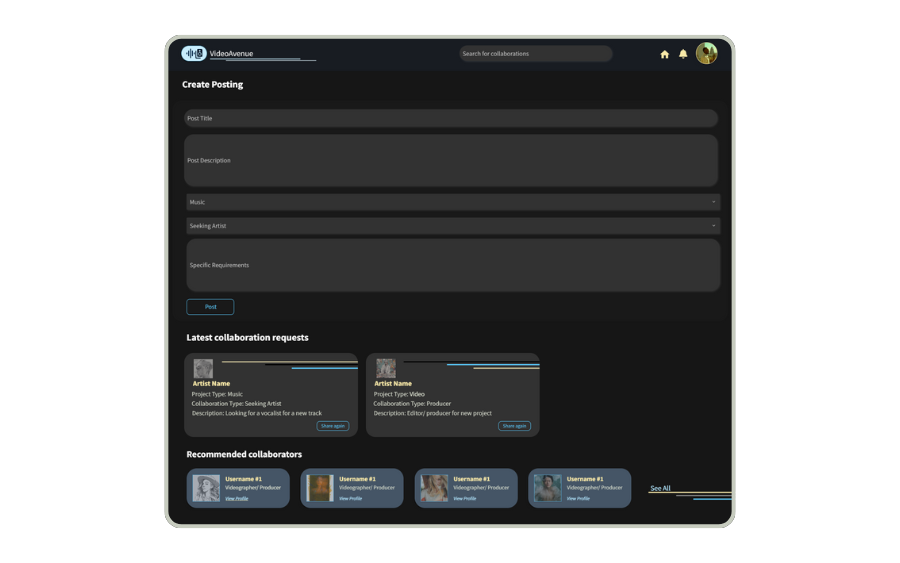 VideoAvenue
Search for collaborations
Create Posting
Post Title
Post Description
Music
Seeking Artist
Specific Requirements
Post
Latest collaboration requests
Artist Name
Project Type: Music
Collaboration Type: Seeking Artist
Description: Looking for a vocalist for a new track
Share again
Artist Name
Project Type: Video
Collaboration Type: Producer
Description: Editor/ producer for new project
Share again
Recommended collaborators
Username #1
Videographer/ Producer
View Profile
Username #1
Videographer/ Producer
View Profile
Username #1
Videographer/ Producer
View Profile
Username #1
Videographer/ Producer
View Profile
See All